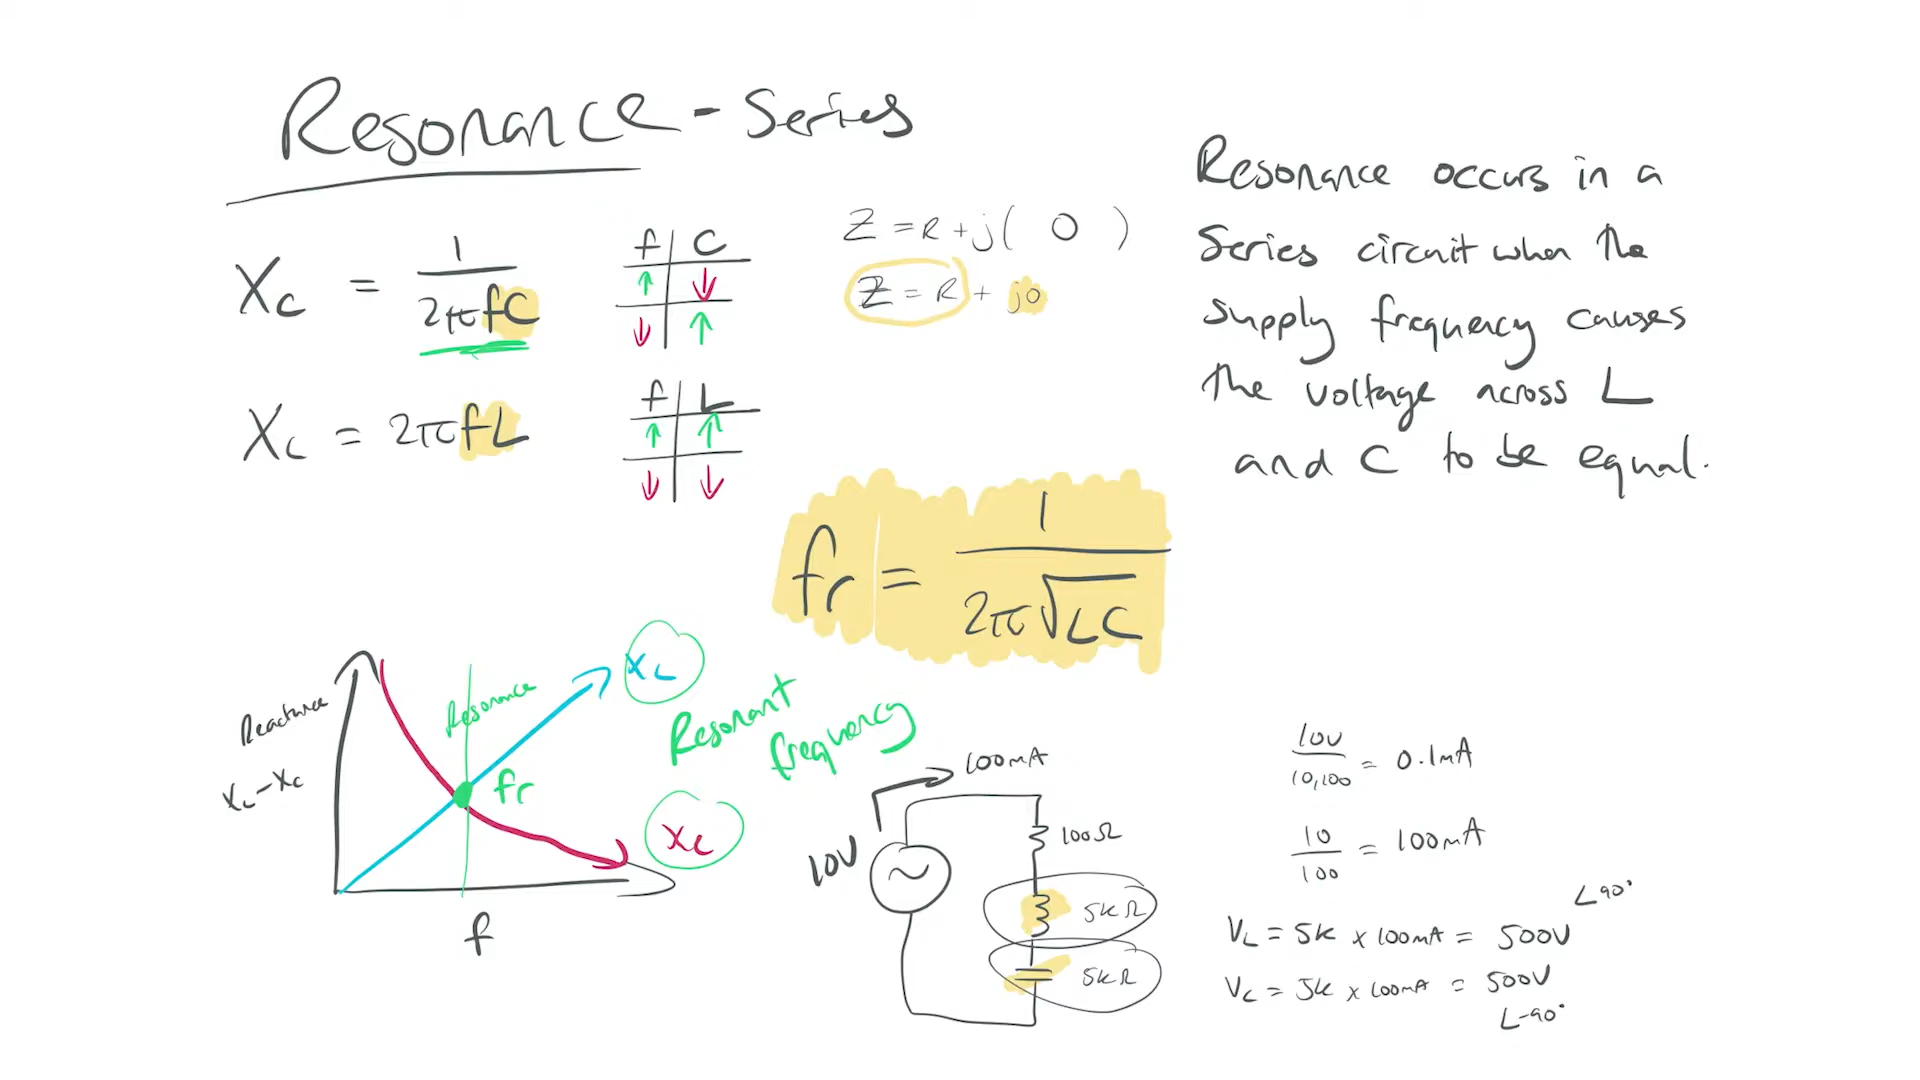 Resonance - Series
Xc = 1 / 2πfC
f | C
↑ | ↓
↓ | ↑
XL = 2πfL
f | L
↑ | ↑
↓ | ↓
Z = R + j( 0 )
Z = R + j0
Resonance occurs in a
Series circuit when the
supply frequency causes
the voltage across L
and C to be equal.
fr = 1 / 2π√LC
Reactance
XL - XC
Resonance
XL
fr
XC
f
Resonant
frequency
100mA
10V
100Ω
5kΩ
5kΩ
10V / 10,100 = 0.1mA
10 / 100 = 100mA
VL = 5k x 100mA = 500V ∠90°
VC = 5k x 100mA = 500V
∠-90°